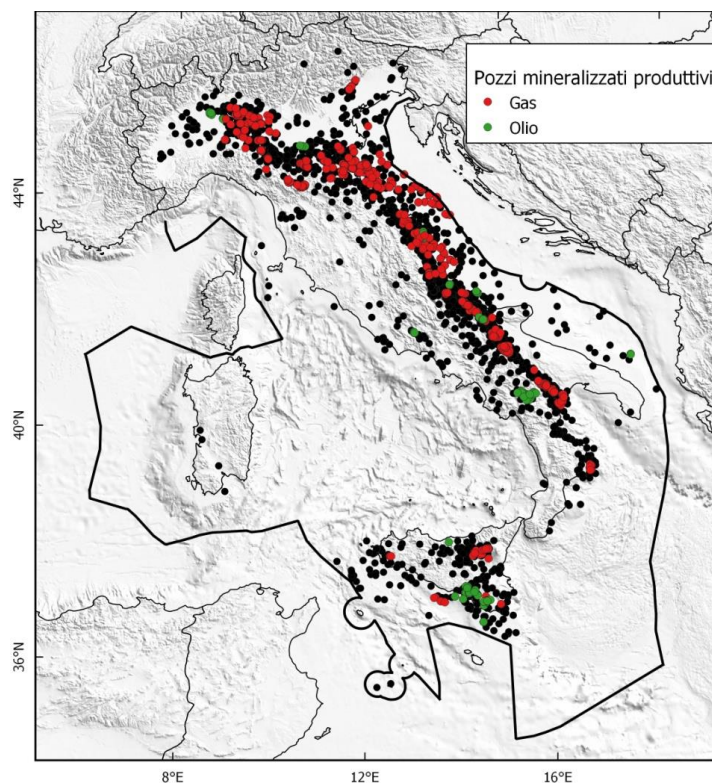 Pozzi mineralizzati produttivi
Gas
Olio
44°N
40°N
36°N
8°E
12°E
16°E